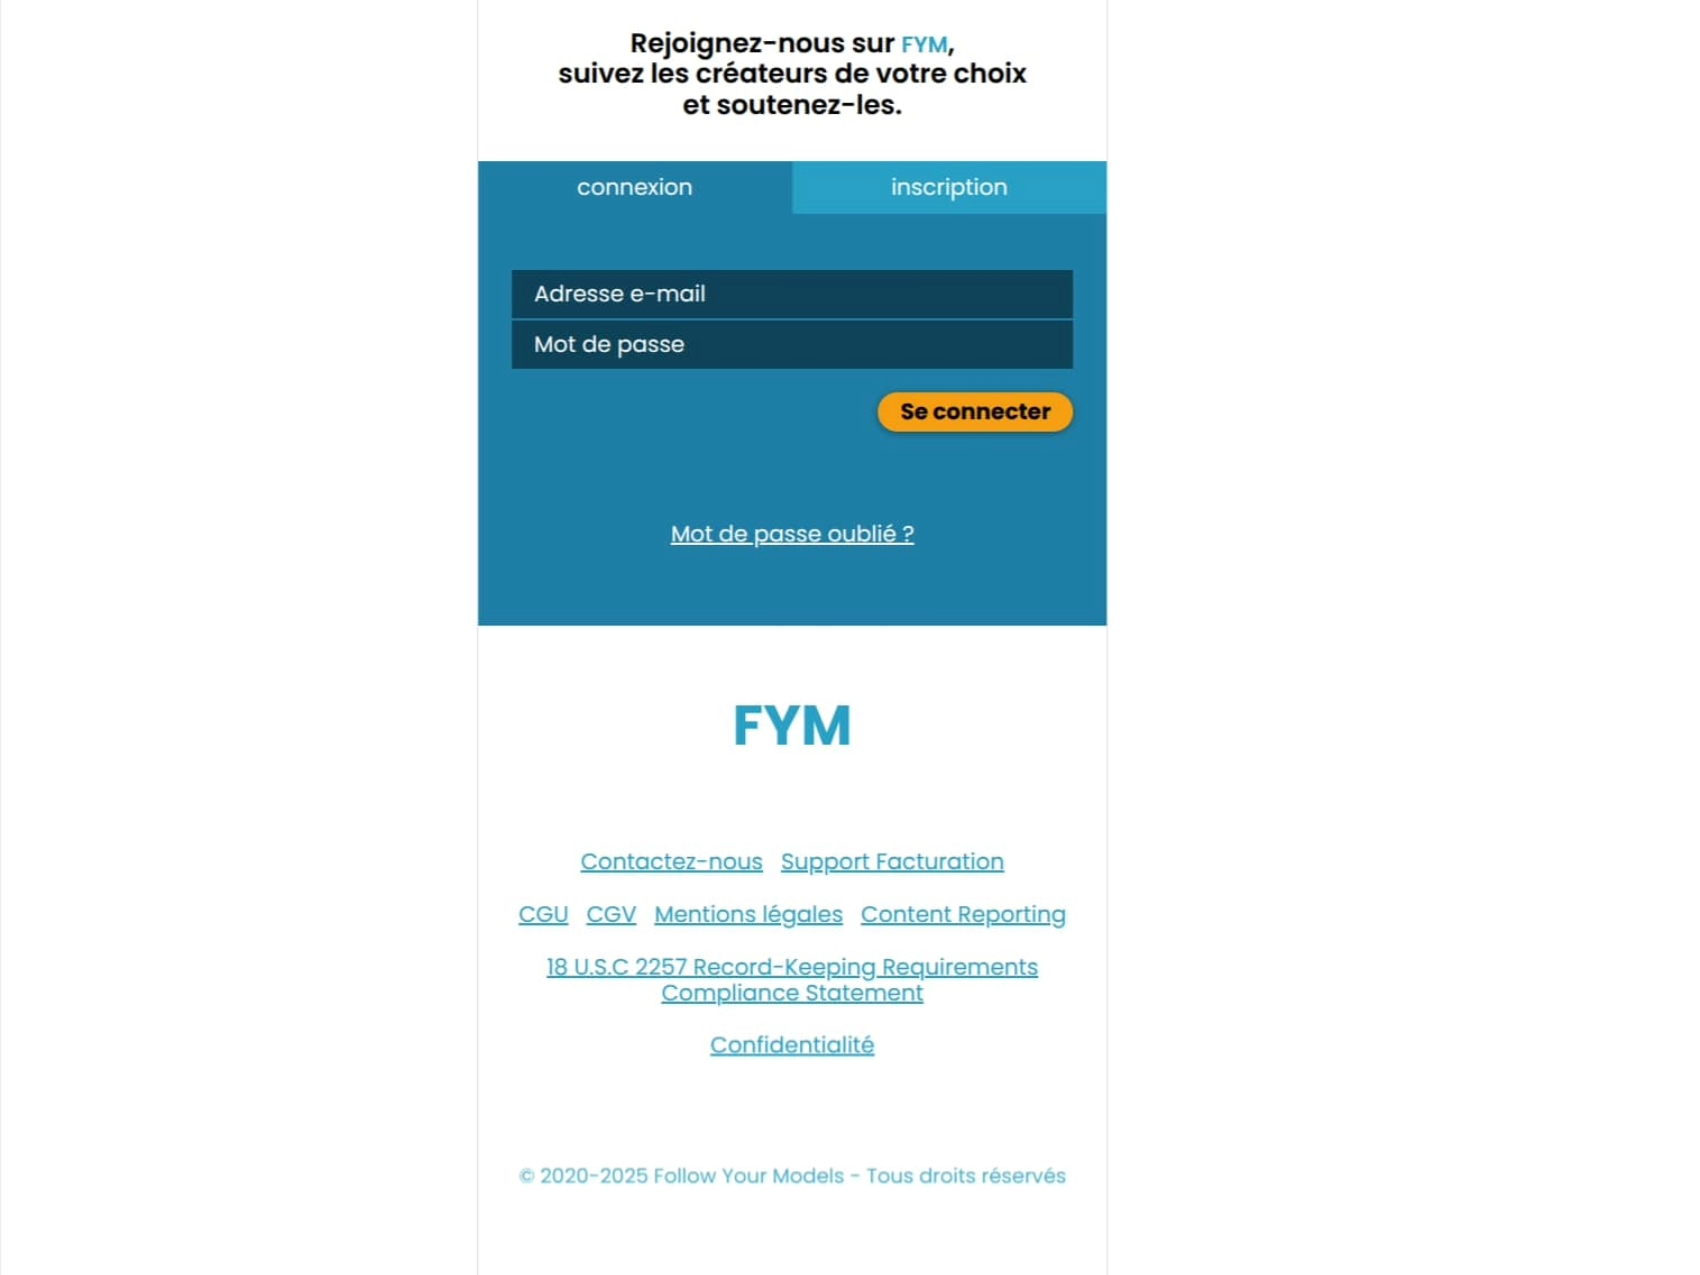 Rejoignez-nous sur FYM,
suivez les créateurs de votre choix
et soutenez-les.
connexion
inscription
Adresse e-mail
Mot de passe
Se connecter
Mot de passe oublié ?
FYM
Contactez-nous Support Facturation
CGU CGV Mentions légales Content Reporting
18 U.S.C 2257 Record-Keeping Requirements
Compliance Statement
Confidentialité
© 2020-2025 Follow Your Models - Tous droits réservés